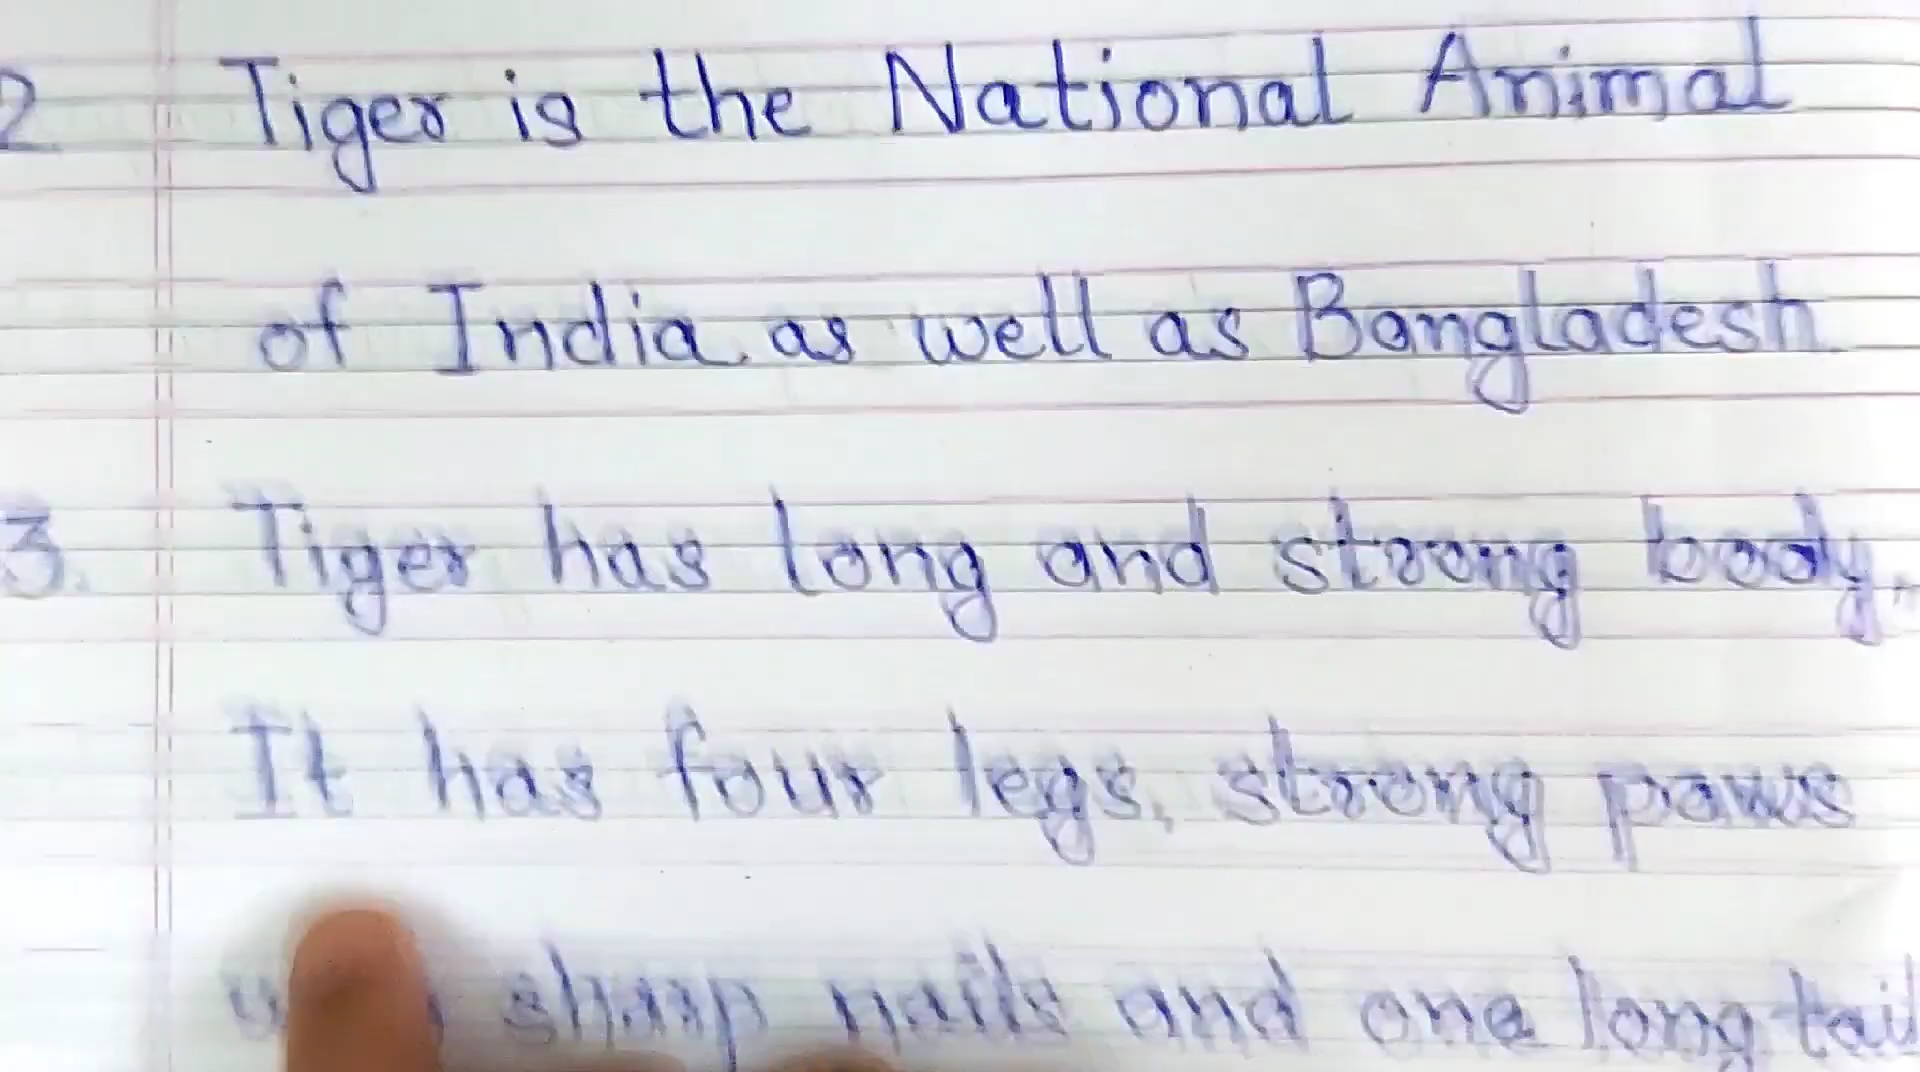 2 Tiger is the National Animal
of India as well as Bangladesh
3. Tiger has long and strong body.
It has four legs, strong paws
sharp nails and one long tail